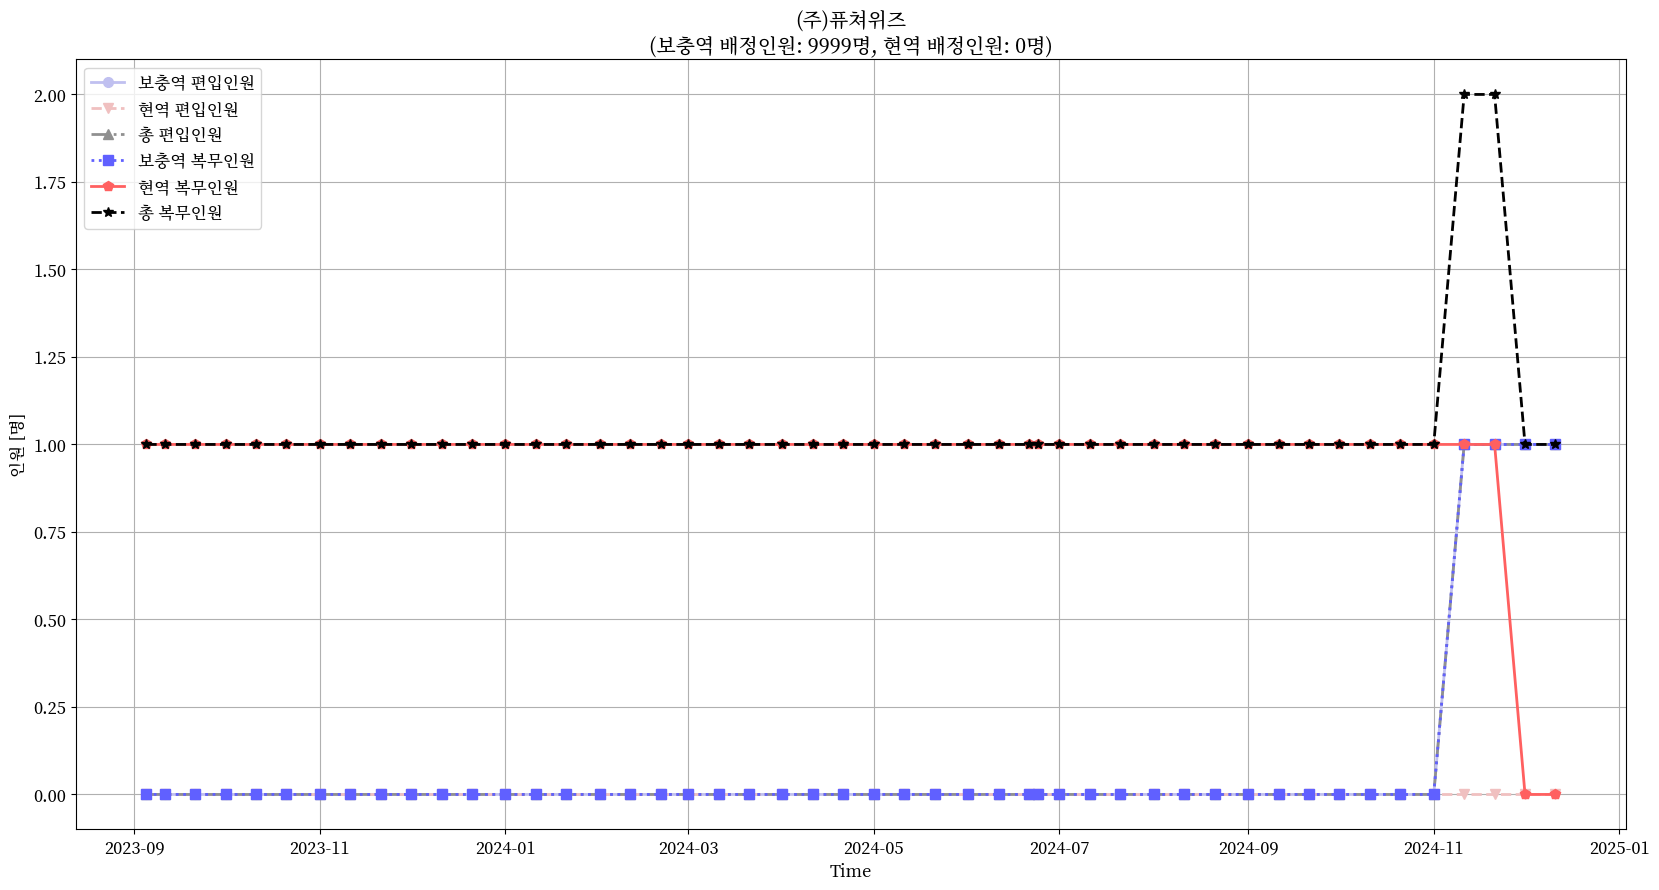 (주)퓨쳐위즈
(보충역 배정인원: 9999명, 현역 배정인원: 0명)
보충역 편입인원
현역 편입인원
총 편입인원
보충역 복무인원
현역 복무인원
총 복무인원
2.00
1.75
1.50
1.25
1.00
0.75
0.50
0.25
0.00
인원 [명]
2023-09
2023-11
2024-01
2024-03
2024-05
2024-07
2024-09
2024-11
2025-01
Time